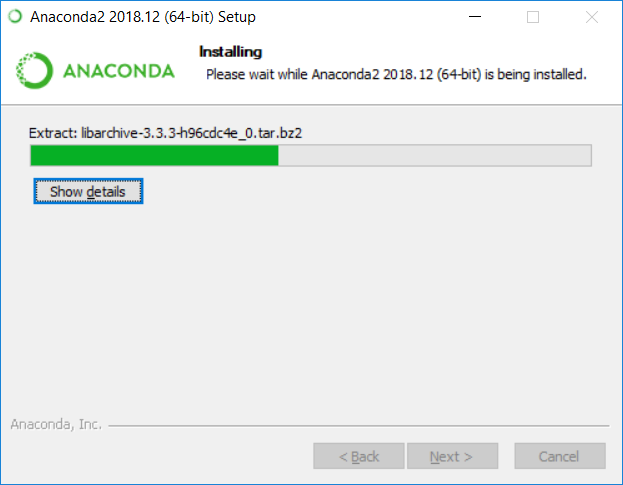 Anaconda2 2018.12 (64-bit) Setup
ANACONDA
Installing
Please wait while Anaconda2 2018.12 (64-bit) is being installed.
Extract: libarchive-3.3.3-h96cdc4e_0.tar.bz2
Show details
Anaconda, Inc.
< Back
Next >
Cancel